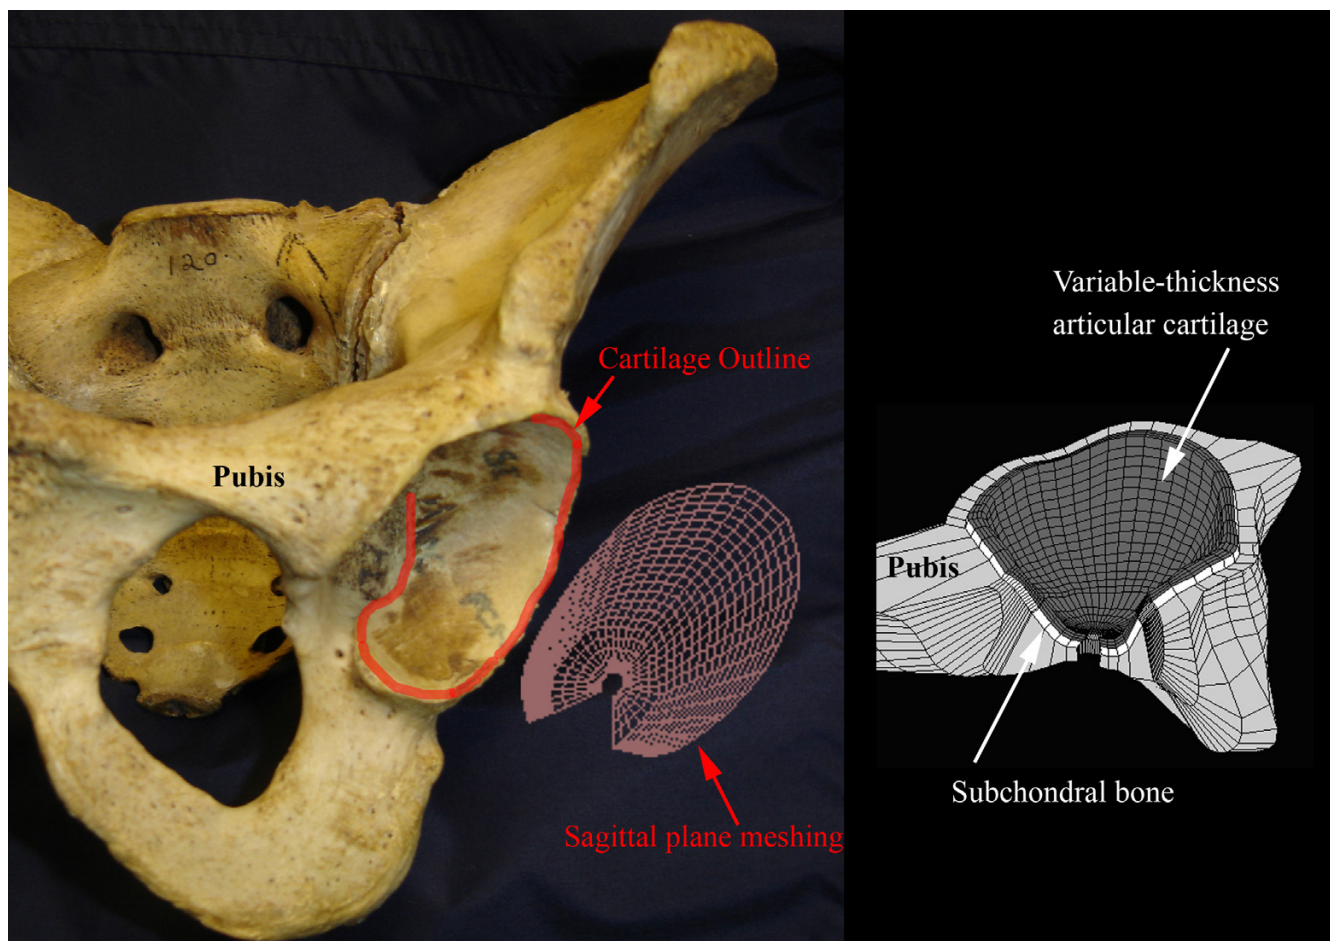 120
Cartilage Outline
Pubis
Sagittal plane meshing
Variable-thickness
articular cartilage
Pubis
Subchondral bone